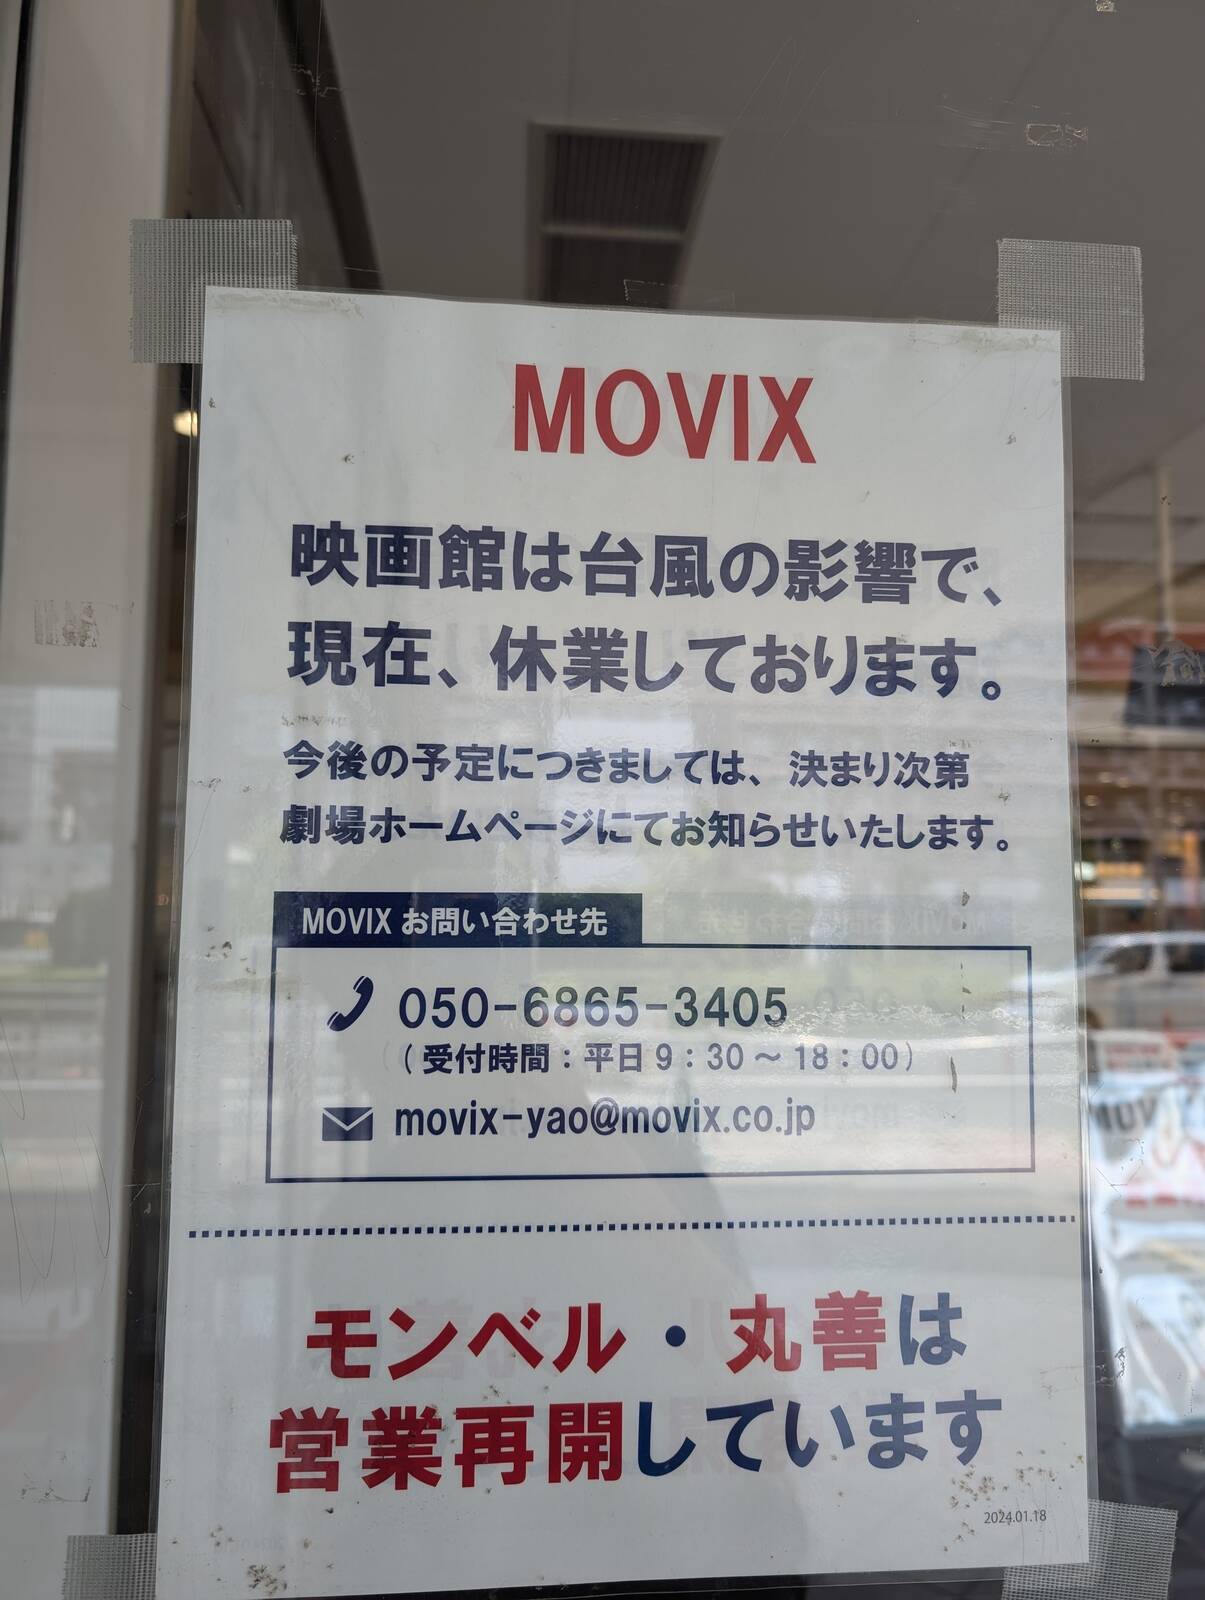 MOVIX
映画館は台風の影響で、
現在、休業しております。
今後の予定につきましては、決まり次第
劇場ホームページにてお知らせいたします。
MOVIX お問い合わせ先
050-6865-3405
(受付時間:平日9:30～18:00)
movix-yao@movix.co.jp
モンベル・丸善は
営業再開しています
2024.01.18